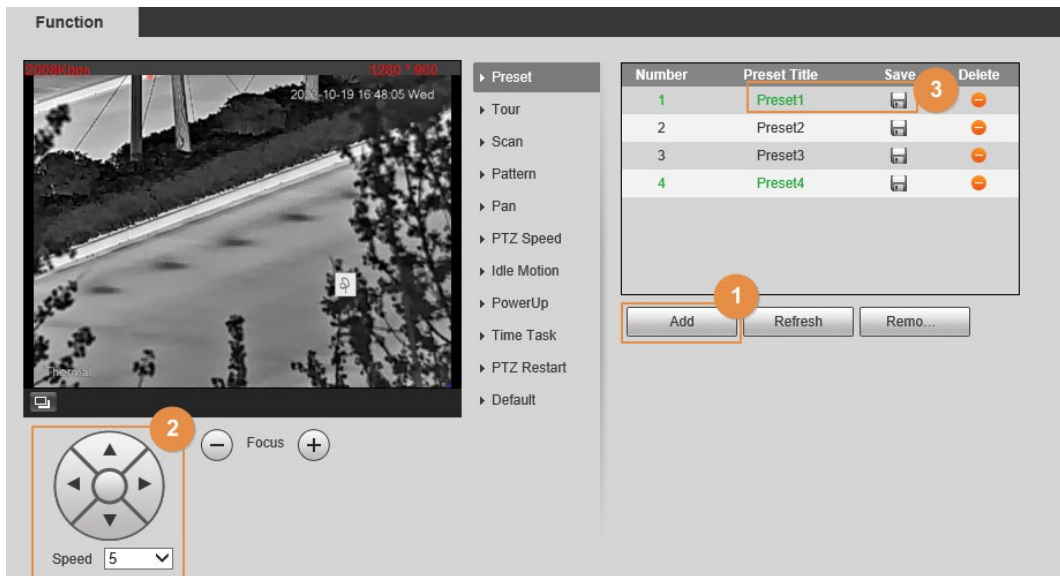 Function
2008Kbps
1280 * 960
-10-19 16:48:05 Wed
Thermal
2
Focus
Speed 5
Preset
Tour
Scan
Pattern
Pan
PTZ Speed
Idle Motion
PowerUp
Time Task
PTZ Restart
Default
Number Preset Title Save Delete
3
1 Preset1
2 Preset2
3 Preset3
4 Preset4
1
Add Refresh Remo...